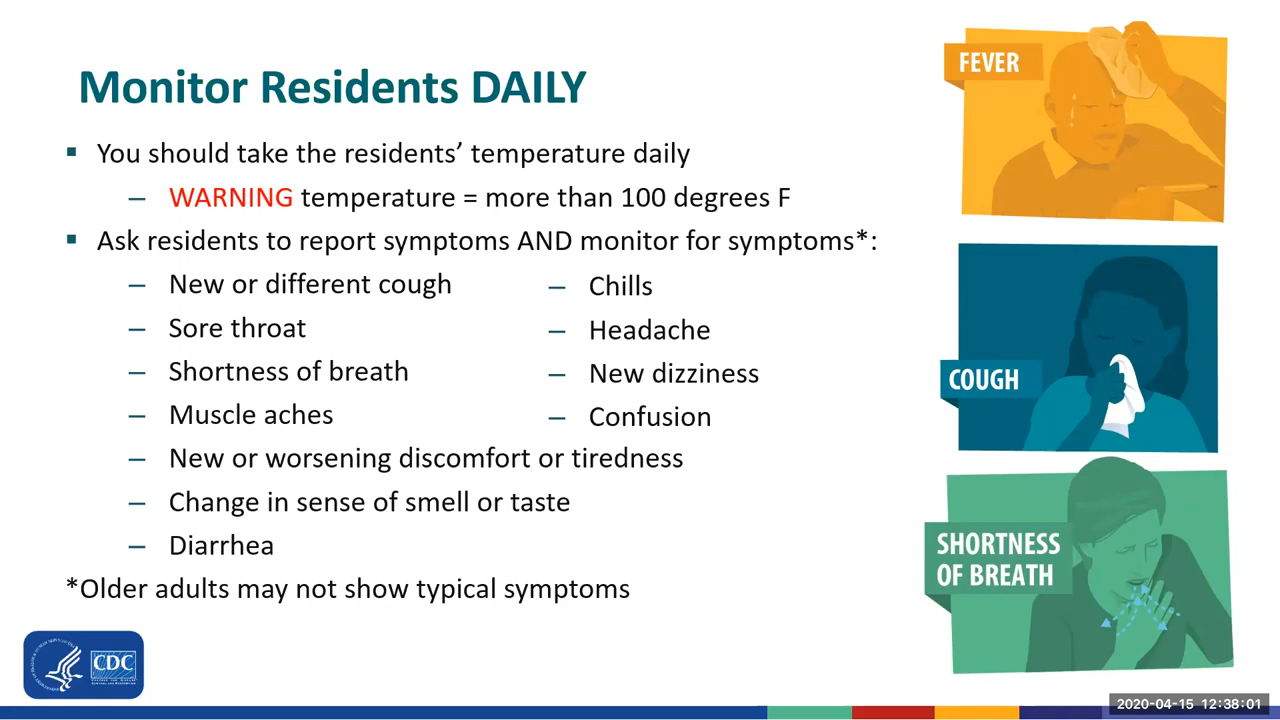 Monitor Residents DAILY
You should take the residents’ temperature daily
WARNING temperature = more than 100 degrees F
Ask residents to report symptoms AND monitor for symptoms*:
New or different cough
Sore throat
Shortness of breath
Muscle aches
Chills
Headache
New dizziness
Confusion
New or worsening discomfort or tiredness
Change in sense of smell or taste
Diarrhea
*Older adults may not show typical symptoms
FEVER
COUGH
SHORTNESS
OF BREATH
CDC
2020-04-15 12:38:01